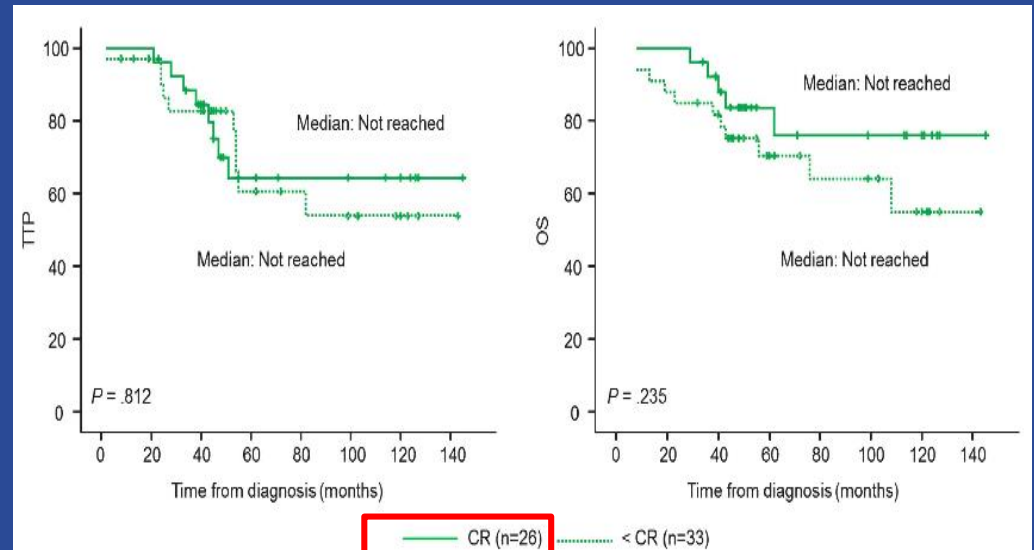 TTP
100
80
60
40
20
0
Median: Not reached
Median: Not reached
P = .812
0 20 40 60 80 100 120 140
Time from diagnosis (months)
OS
100
80
60
40
20
0
Median: Not reached
Median: Not reached
P = .235
0 20 40 60 80 100 120 140
Time from diagnosis (months)
CR (n=26) < CR (n=33)